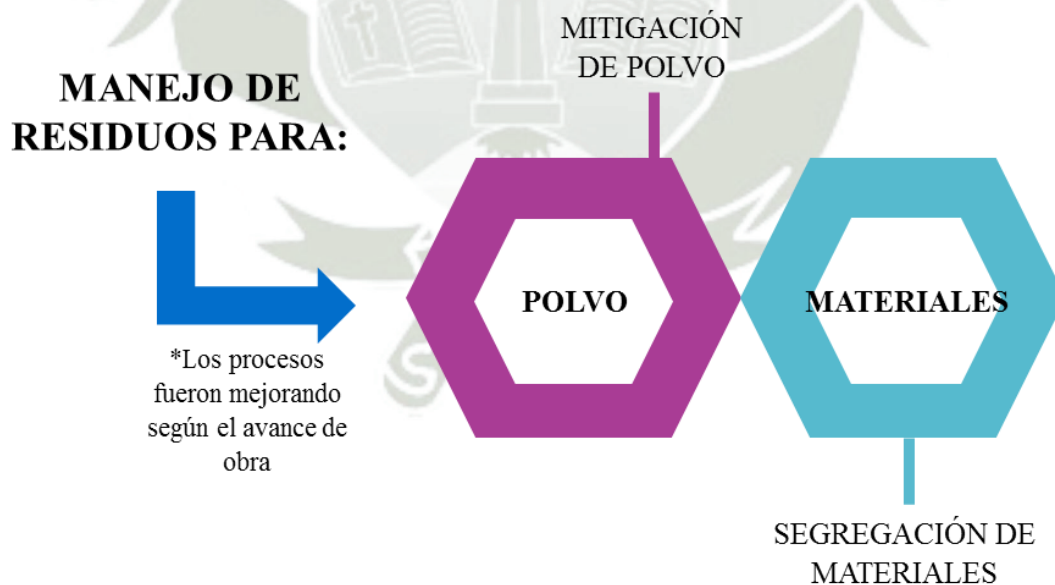 MANEJO DE
RESIDUOS PARA:
*Los procesos
fueron mejorando
según el avance de
obra
MITIGACIÓN
DE POLVO
POLVO
MATERIALES
SEGREGACIÓN DE
MATERIALES